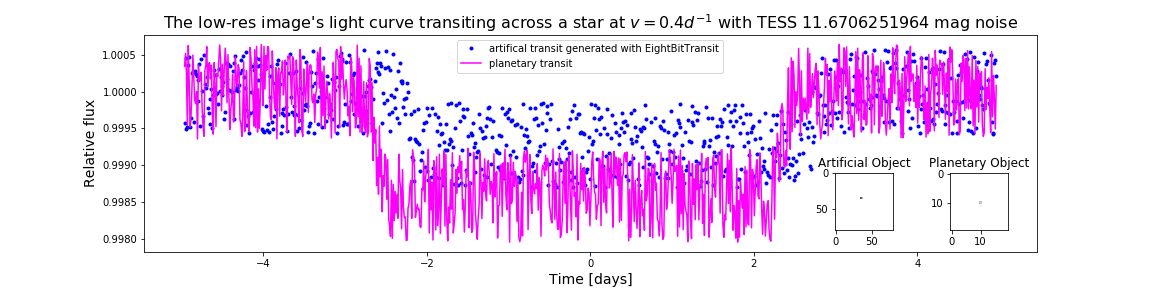 The low-res image's light curve transiting across a star at v = 0.4d⁻¹ with TESS 11.6706251964 mag noise
artifical transit generated with EightBitTransit
planetary transit
Relative flux
1.0005
1.0000
0.9995
0.9990
0.9985
0.9980
Artificial Object
0
50
0
50
Planetary Object
0
10
0
10
−4
−2
0
2
4
Time [days]